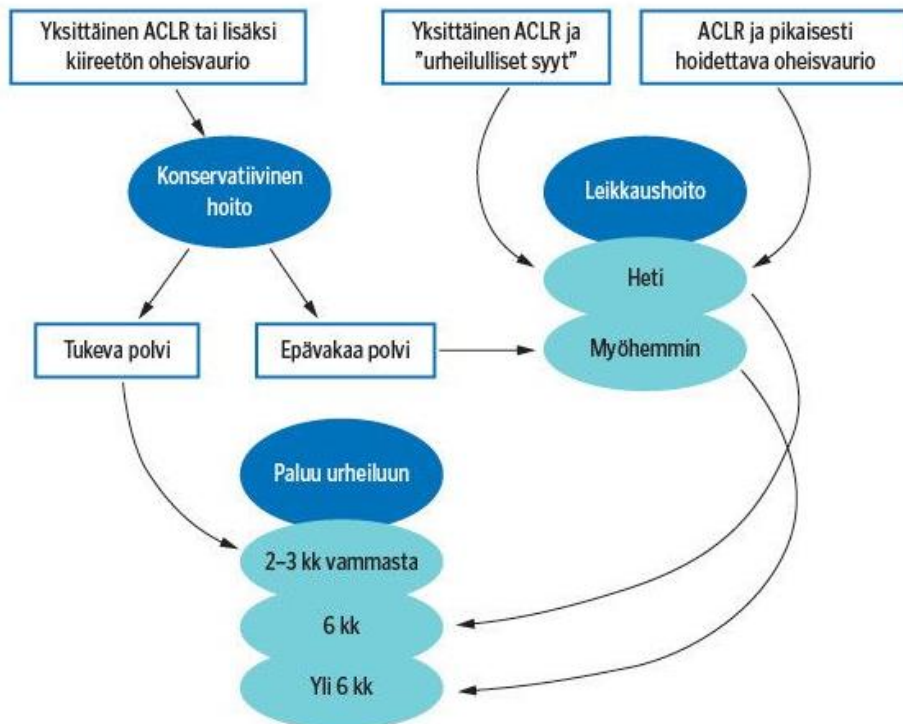 Yksittäinen ACLR tai lisäksi
kiireetön oheisvaurio
Yksittäinen ACLR ja
”urheilulliset syyt”
ACLR ja pikaisesti
hoidettava oheisvaurio
Konservatiivinen
hoito
Leikkaushoito
Heti
Tukeva polvi
Epävakaa polvi
Myöhemmin
Paluu urheiluun
2–3 kk vammasta
6 kk
Yli 6 kk